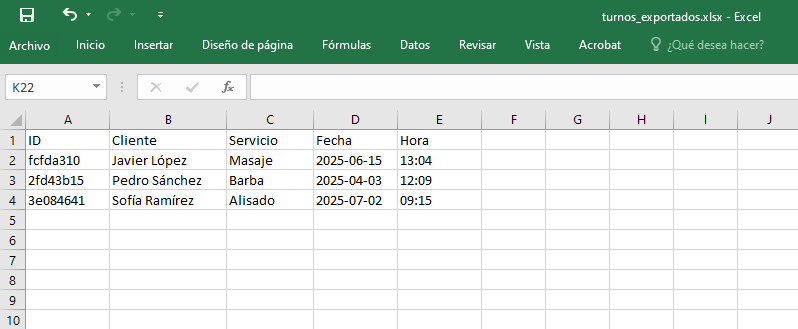 turnos_exportados.xlsx - Excel
Archivo Inicio Insertar Diseño de página Fórmulas Datos Revisar Vista Acrobat ¿Qué desea hacer?
K22 fx
A B C D E F G H I J
1 ID Cliente Servicio Fecha Hora
2 fcfda310 Javier López Masaje 2025-06-15 13:04
3 2fd43b15 Pedro Sánchez Barba 2025-04-03 12:09
4 3e084641 Sofía Ramírez Alisado 2025-07-02 09:15
5
6
7
8
9
10